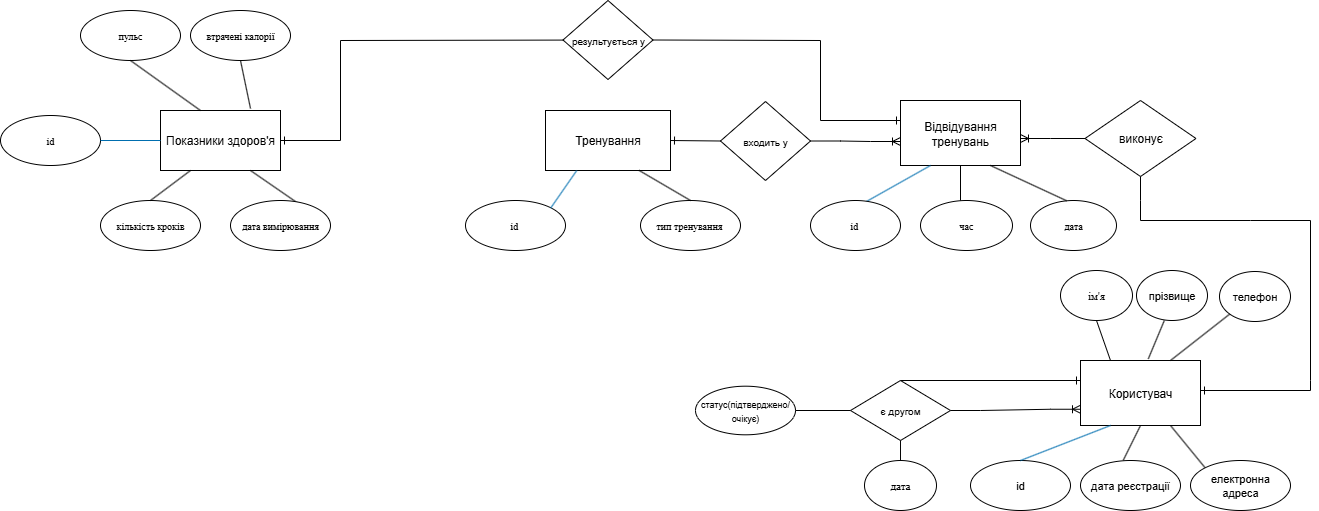 пульс
втрачені калорії
результується у
id
Показники здоров'я
Тренування
входить у
Відвідування
тренувань
виконує
кількість кроків
дата вимірювання
id
тип тренування
id
час
дата
ім'я
прізвище
телефон
Користувач
статус(підтверджено/
очікує)
є другом
дата
id
дата реєстрації
електронна
адреса